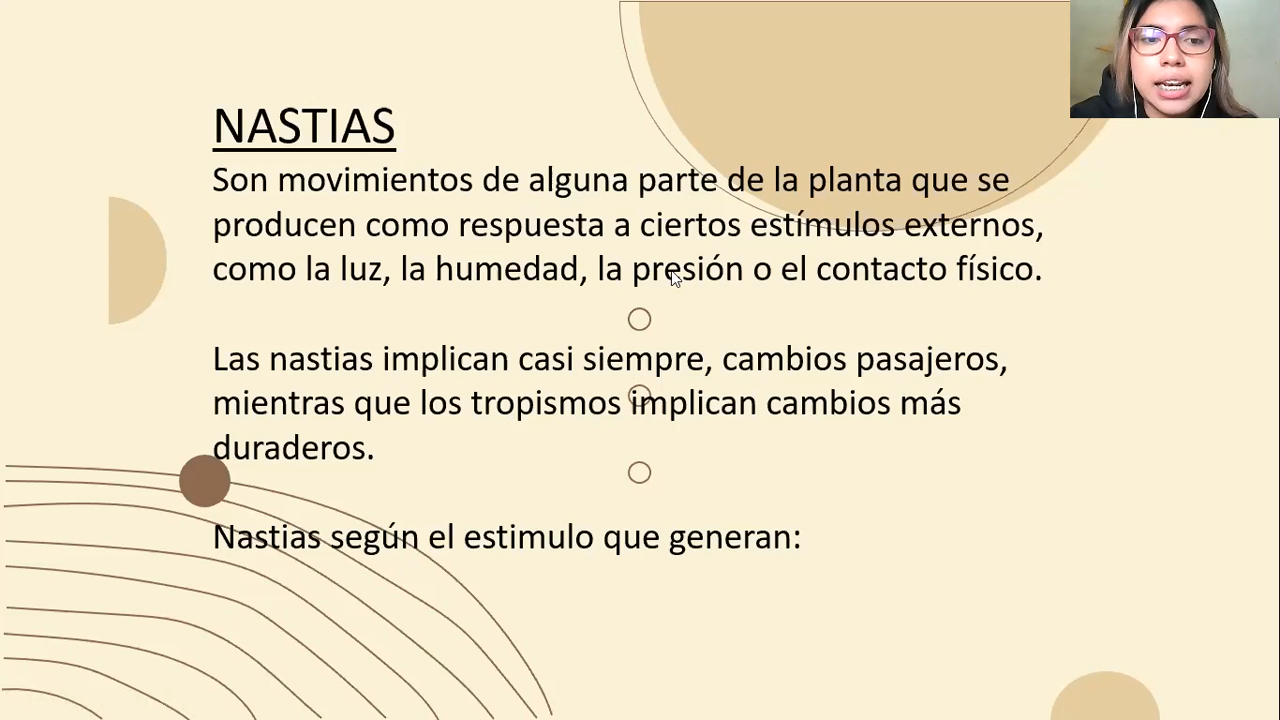 NASTIAS
Son movimientos de alguna parte de la planta que se
producen como respuesta a ciertos estímulos externos,
como la luz, la humedad, la presión o el contacto físico.
Las nastias implican casi siempre, cambios pasajeros,
mientras que los tropismos implican cambios más
duraderos.
Nastias según el estimulo que generan: